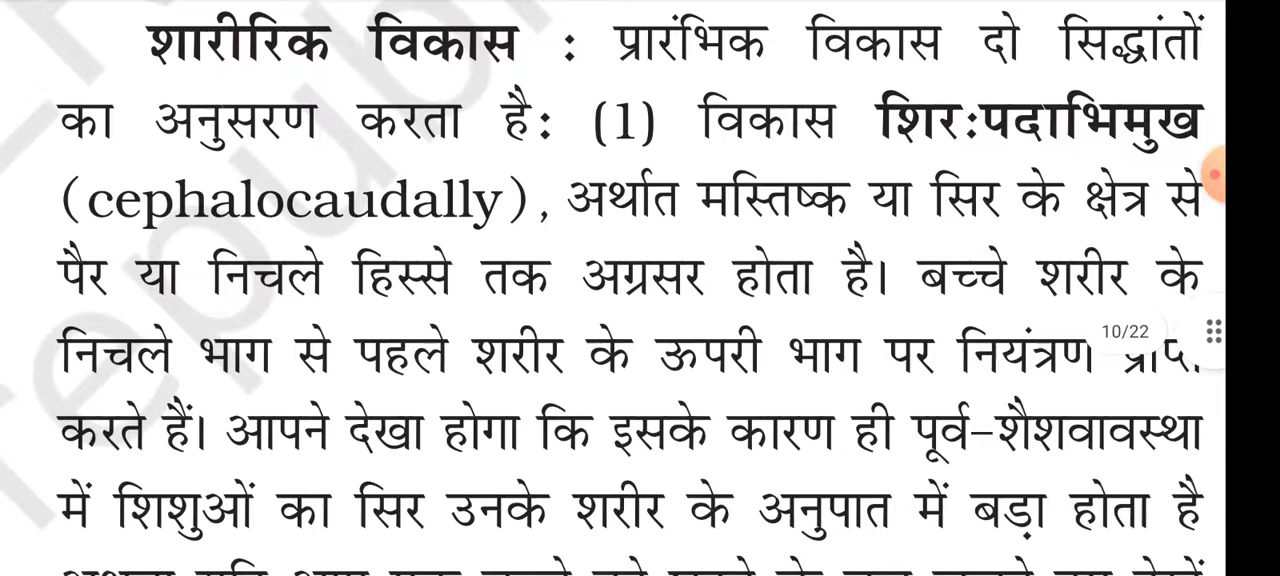 शारीरिक विकास : प्रारंभिक विकास दो सिद्धांतों
का अनुसरण करता है: (1) विकास शिर:पदाभिमुख
(cephalocaudally), अर्थात मस्तिष्क या सिर के क्षेत्र से
पैर या निचले हिस्से तक अग्रसर होता है। बच्चे शरीर के
निचले भाग से पहले शरीर के ऊपरी भाग पर नियंत्रण
10/22
करते हैं। आपने देखा होगा कि इसके कारण ही पूर्व-शैशवावस्था
में शिशुओं का सिर उनके शरीर के अनुपात में बड़ा होता है